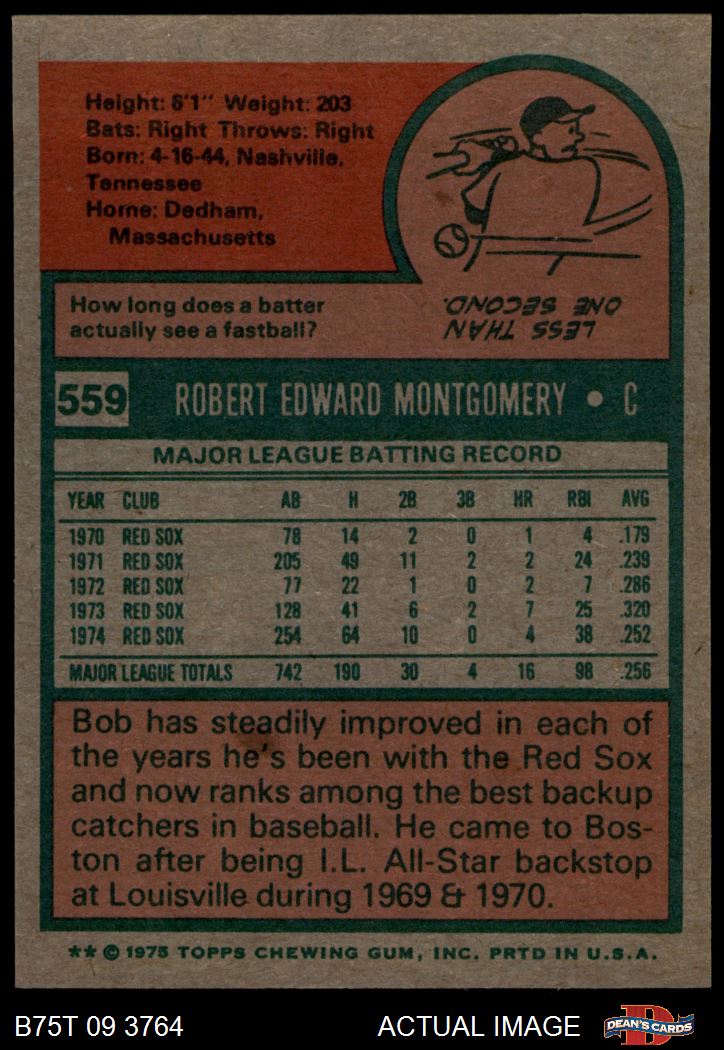 Height: 6'1" Weight: 203
Bats: Right Throws: Right
Born: 4-16-44, Nashville,
Tennessee
Home: Dedham,
Massachusetts
How long does a batter
actually see a fastball?
LESS THAN
ONE SECOND.
559 ROBERT EDWARD MONTGOMERY • C
MAJOR LEAGUE BATTING RECORD
YEAR CLUB AB H 2B 3B HR RBI AVG
1970 RED SOX 78 14 2 0 1 4 .179
1971 RED SOX 205 49 11 2 2 24 .239
1972 RED SOX 77 22 1 0 2 7 .286
1973 RED SOX 128 41 6 2 7 25 .320
1974 RED SOX 254 64 10 0 4 38 .252
MAJOR LEAGUE TOTALS 742 190 30 4 16 98 .256
Bob has steadily improved in each of
the years he's been with the Red Sox
and now ranks among the best backup
catchers in baseball. He came to Bos-
ton after being I.L. All-Star backstop
at Louisville during 1969 & 1970.
** © 1975 TOPPS CHEWING GUM, INC. PRTD IN U.S.A.
B75T 09 3764 ACTUAL IMAGE D DEAN'S CARDS